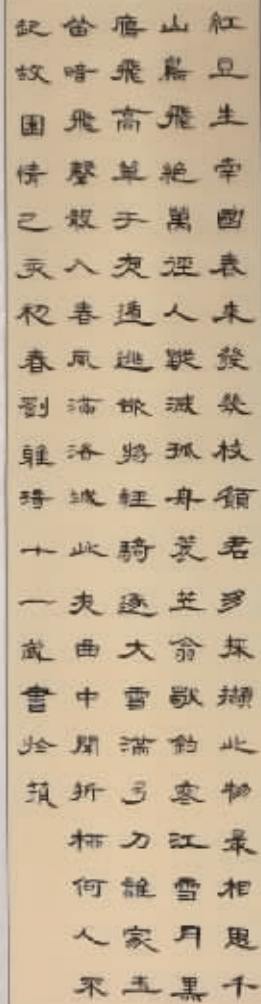 紅豆生南國春來發幾枝願君多採擷此物最相思千
山鳥飛絕萬徑人蹤滅孤舟蓑笠翁獨釣寒江雪月黑
雁飛高單于夜遁逃欲將輕騎逐大雪滿弓刀誰家玉
笛暗飛聲散入春風滿洛城此夜曲中聞折柳何人不
起故園情己亥初春劉雅琦十一歲書於